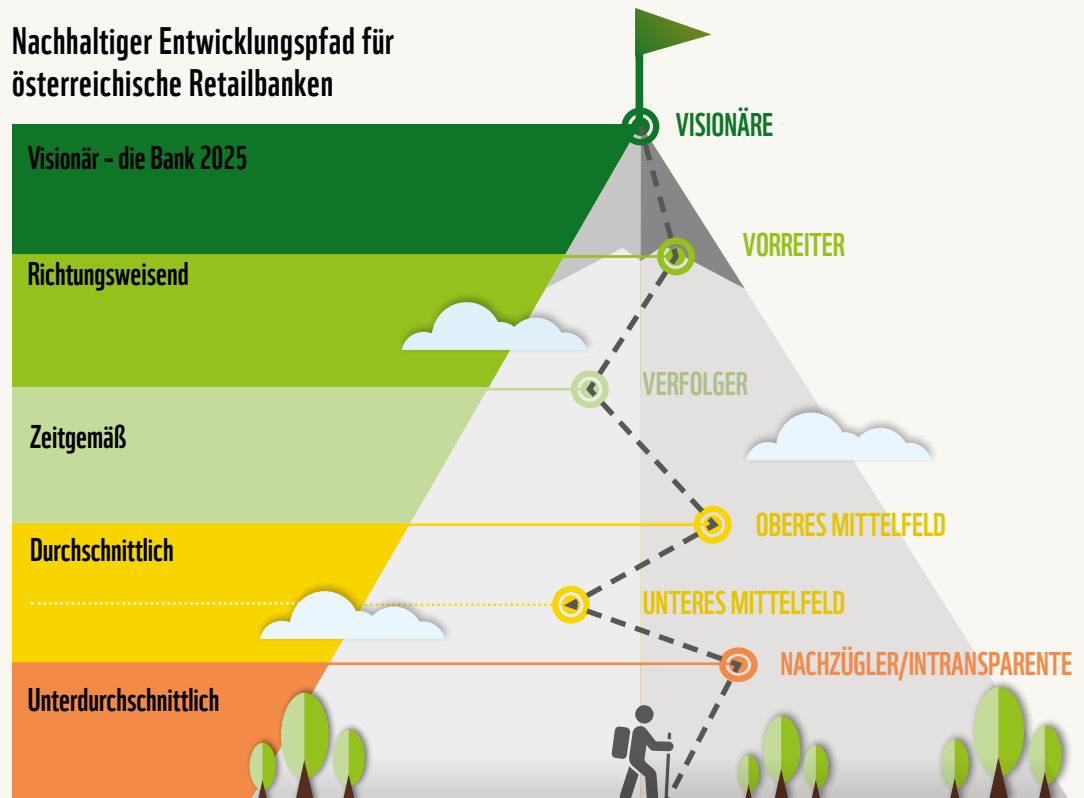 Nachhaltiger Entwicklungspfad für
österreichische Retailbanken
VISIONÄRE
Visionär – die Bank 2025
VORREITER
Richtungsweisend
VERFOLGER
Zeitgemäß
OBERES MITTELFELD
Durchschnittlich
UNTERES MITTELFELD
NACHZÜGLER/INTRANSPARENTE
Unterdurchschnittlich